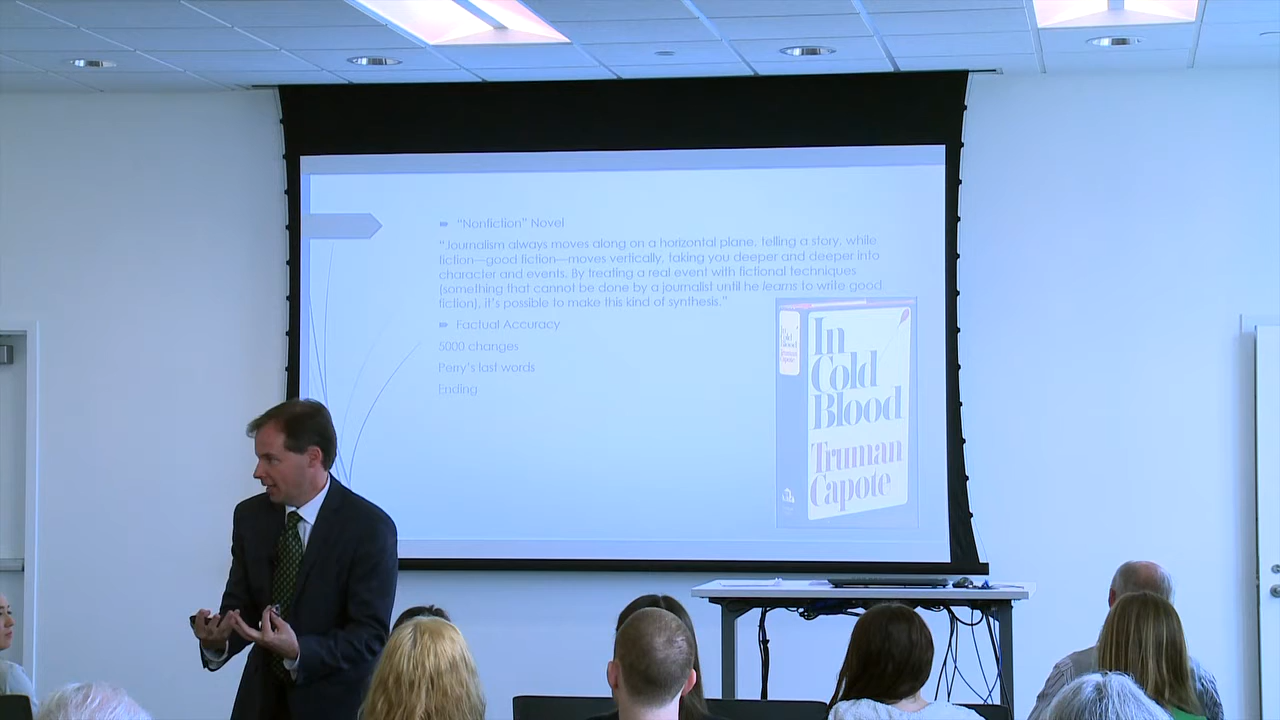 "Nonfiction" Novel
"Journalism always moves along on a horizontal plane, telling a story, while
fiction—good fiction—moves vertically, taking you deeper and deeper into
character and events. By treating a real event with fictional techniques
(something that cannot be done by a journalist until he learns to write good
fiction), it's possible to make this kind of synthesis."
Factual Accuracy
5000 changes
Perry's last words
Ending
In
Cold
Blood
Truman
Capote